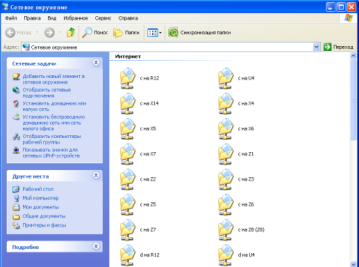 Сетевое окружение
Файл Правка Вид Избранное Сервис Справка
Назад Поиск Папки Синхронизация папки
Адрес: Сетевое окружение Переход
Сетевые задачи
Добавить новый элемент в
сетевое окружение
Отобразить сетевые
подключения
Установить домашнюю или
малую сеть
Установить беспроводную
домашнюю сеть или сеть
малого офиса
Отобразить компьютеры
рабочей группы
Показывать значки для
сетевых UPnP-устройств
Другие места
Рабочий стол
Мой компьютер
Мои документы
Общие документы
Принтеры и факсы
Подробно
Интернет
c на R12 c на U4
c на X14 c на X4
c на X5 c на X6
c на X7 c на Z1
c на Z2 c на Z3
c на Z5 c на Z6
c на Z7 c на Z8 (Z8)
d на R12 d на U4